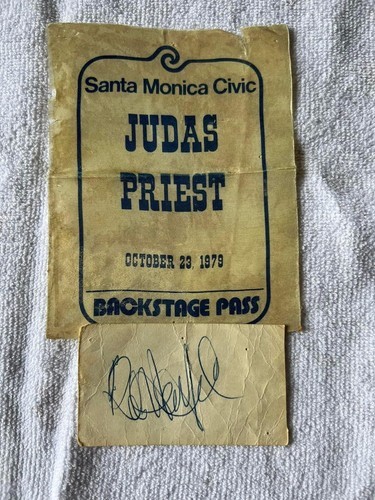 Santa Monica Civic
JUDAS
PRIEST
OCTOBER 23, 1979
BACKSTAGE PASS